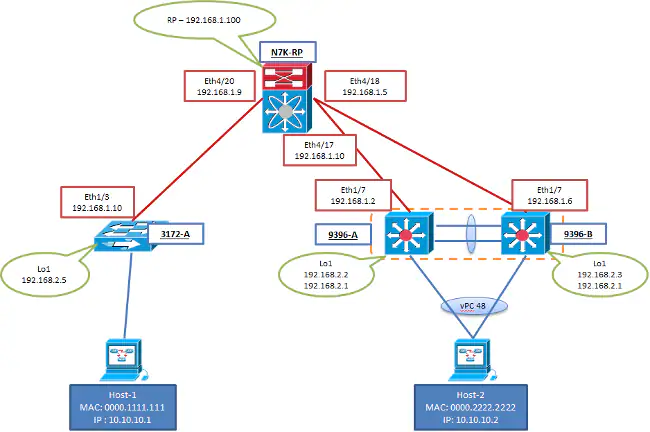 RP – 192.168.1.100
N7K-RP
Eth4/20
192.168.1.9
Eth4/18
192.168.1.5
Eth4/17
192.168.1.10
Eth1/3
192.168.1.10
Eth1/7
192.168.1.2
Eth1/7
192.168.1.6
3172-A
9396-A
9396-B
Lo1
192.168.2.5
Lo1
192.168.2.2
192.168.2.1
Lo1
192.168.2.3
192.168.2.1
vPC 48
Host-1
MAC: 0000.1111.111
IP : 10.10.10.1
Host-2
MAC: 0000.2222.2222
IP : 10.10.10.2